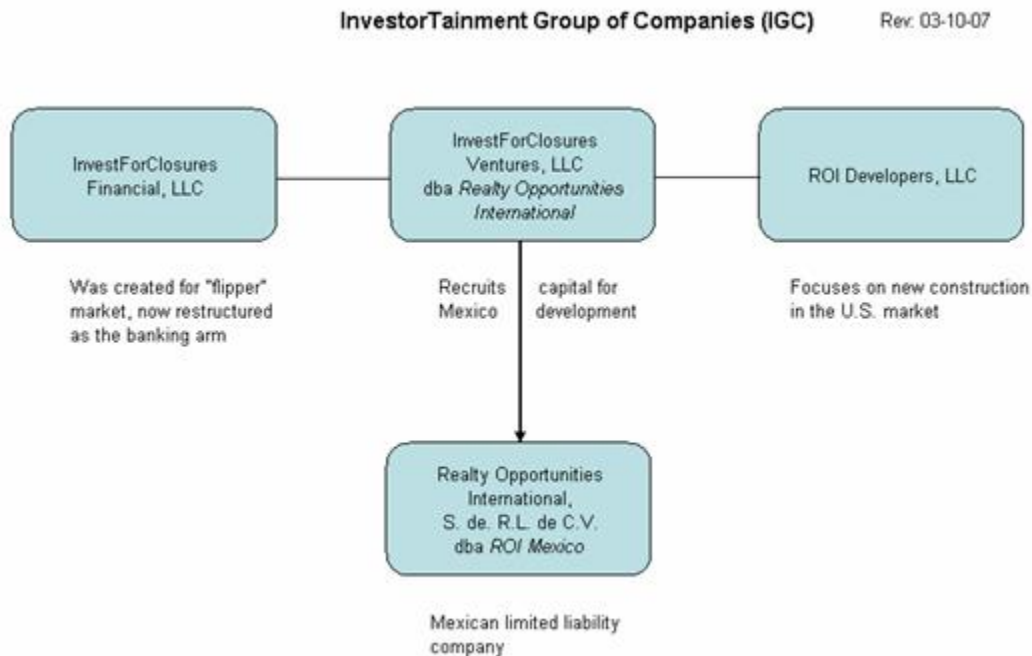 InvestorTainment Group of Companies (IGC)
Rev: 03-10-07
InvestForClosures
Financial, LLC
InvestForClosures
Ventures, LLC
dba Realty Opportunities
International
ROI Developers, LLC
Was created for "flipper"
market, now restructured
as the banking arm
Recruits capital for
Mexico development
Focuses on new construction
in the U.S. market
Realty Opportunities
International,
S. de. R.L. de C.V.
dba ROI Mexico
Mexican limited liability
company